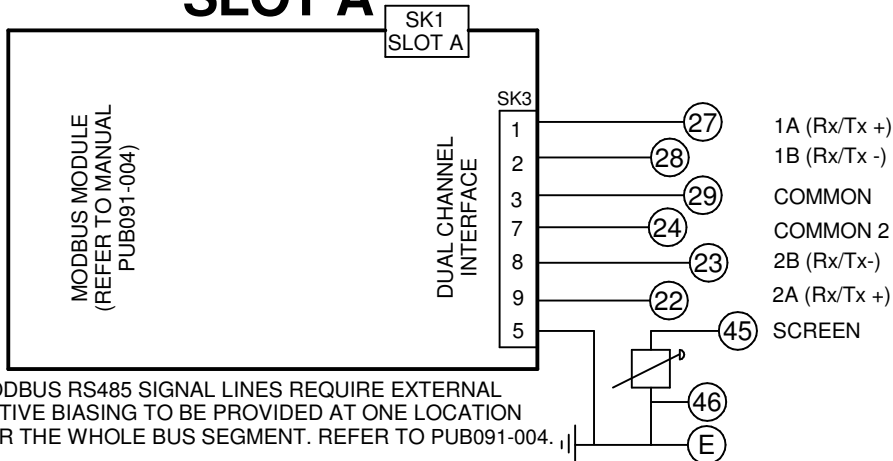 SLOT A
SK1
SLOT A
MODBUS MODULE
(REFER TO MANUAL
PUB091-004)
DUAL CHANNEL
INTERFACE
SK3
1
27
1A (Rx/Tx +)
2
28
1B (Rx/Tx -)
3
29
COMMON
7
24
COMMON 2
8
23
2B (Rx/Tx-)
9
22
2A (Rx/Tx +)
5
45
SCREEN
46
E
SIGNAL LINES REQUIRE EXTERNAL
BIASING TO BE PROVIDED AT ONE LOCATION
THE WHOLE BUS SEGMENT. REFER TO PUB091-004.